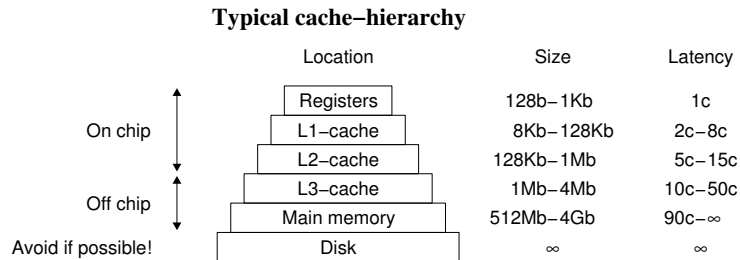 Typical cache−hierarchy
Location Size Latency
Registers 128b−1Kb 1c
On chip L1−cache 8Kb−128Kb 2c−8c
L2−cache 128Kb−1Mb 5c−15c
Off chip L3−cache 1Mb−4Mb 10c−50c
Main memory 512Mb−4Gb 90c−∞
Avoid if possible! Disk ∞ ∞